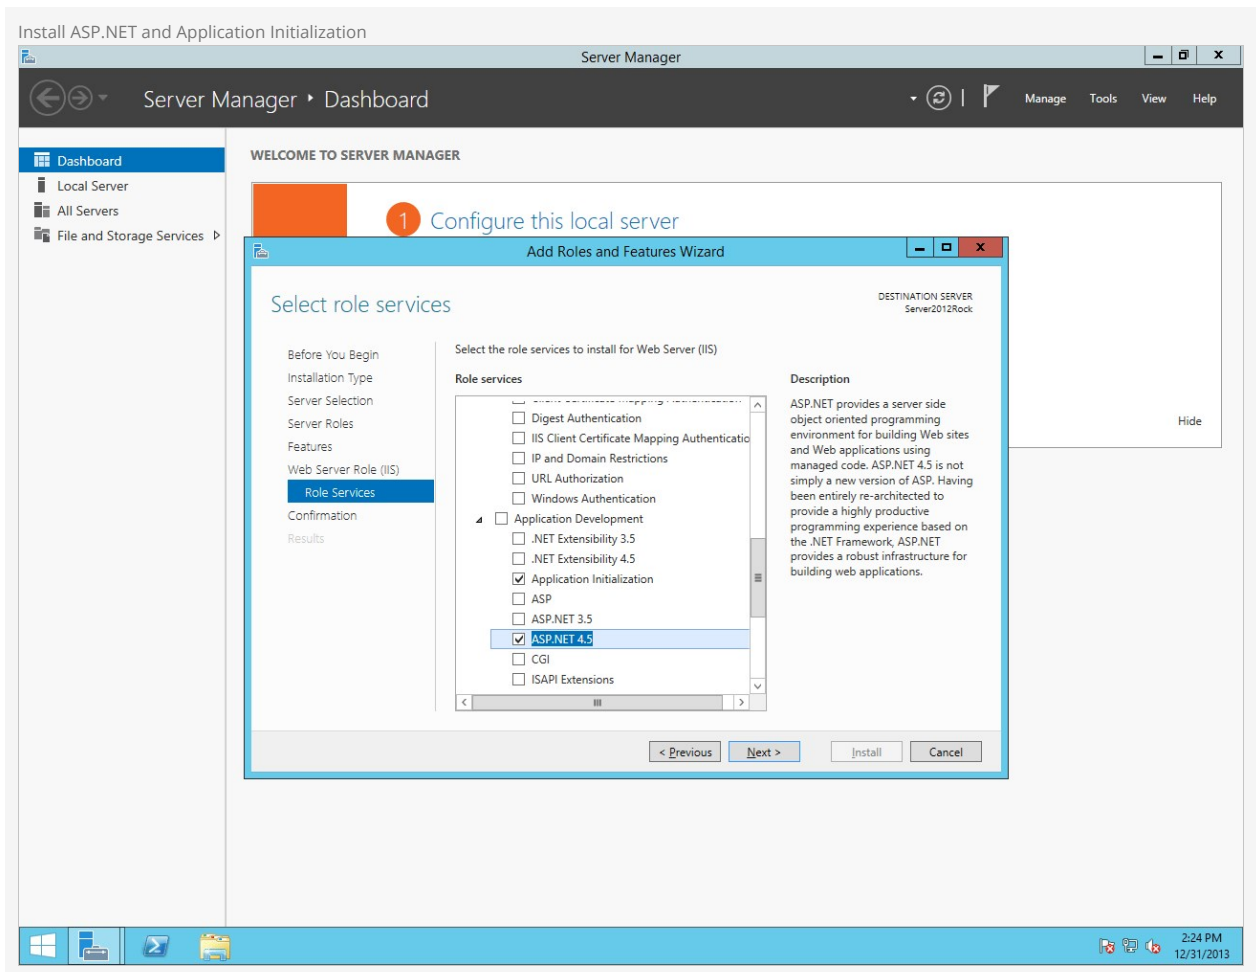 Install ASP.NET and Application Initialization
Server Manager
Server Manager • Dashboard
Manage Tools View Help
Dashboard
Local Server
All Servers
File and Storage Services
WELCOME TO SERVER MANAGER
1 Configure this local server
Hide
Add Roles and Features Wizard
Select role services
DESTINATION SERVER
Server2012Rock
Before You Begin
Installation Type
Server Selection
Server Roles
Features
Web Server Role (IIS)
Role Services
Confirmation
Results
Select the role services to install for Web Server (IIS)
Role services
Digest Authentication
IIS Client Certificate Mapping Authenticatio
IP and Domain Restrictions
URL Authorization
Windows Authentication
Application Development
.NET Extensibility 3.5
.NET Extensibility 4.5
Application Initialization
ASP
ASP.NET 3.5
ASP.NET 4.5
CGI
ISAPI Extensions
Description
ASP.NET provides a server side
object oriented programming
environment for building Web sites
and Web applications using
managed code. ASP.NET 4.5 is not
simply a new version of ASP. Having
been entirely re-architected to
provide a highly productive
programming experience based on
the .NET Framework, ASP.NET
provides a robust infrastructure for
building web applications.
< Previous Next > Install Cancel
2:24 PM
12/31/2013